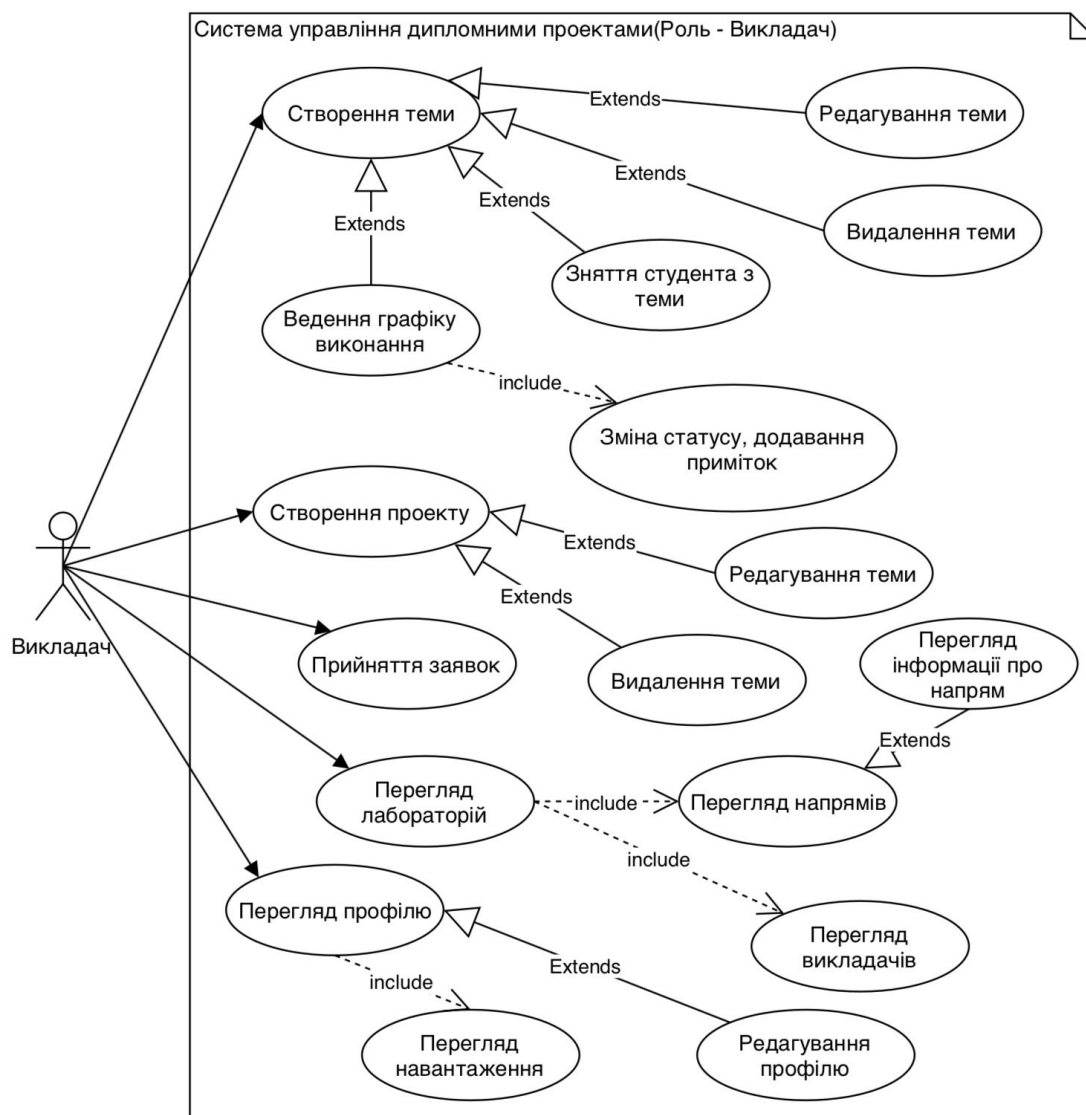 Система управління дипломними проектами(Роль - Викладач)
Створення теми
Extends
Редагування теми
Extends
Видалення теми
Extends
Extends
Зняття студента з
теми
Ведення графіку
виконання
include
Зміна статусу, додавання
приміток
Створення проекту
Extends
Редагування теми
Extends
Видалення теми
Викладач
Прийняття заявок
Перегляд
інформації про
напрям
Extends
Перегляд
лабораторій
include
Перегляд напрямів
include
Перегляд
викладачів
Перегляд профілю
Extends
include
Перегляд
навантаження
Редагування
профілю